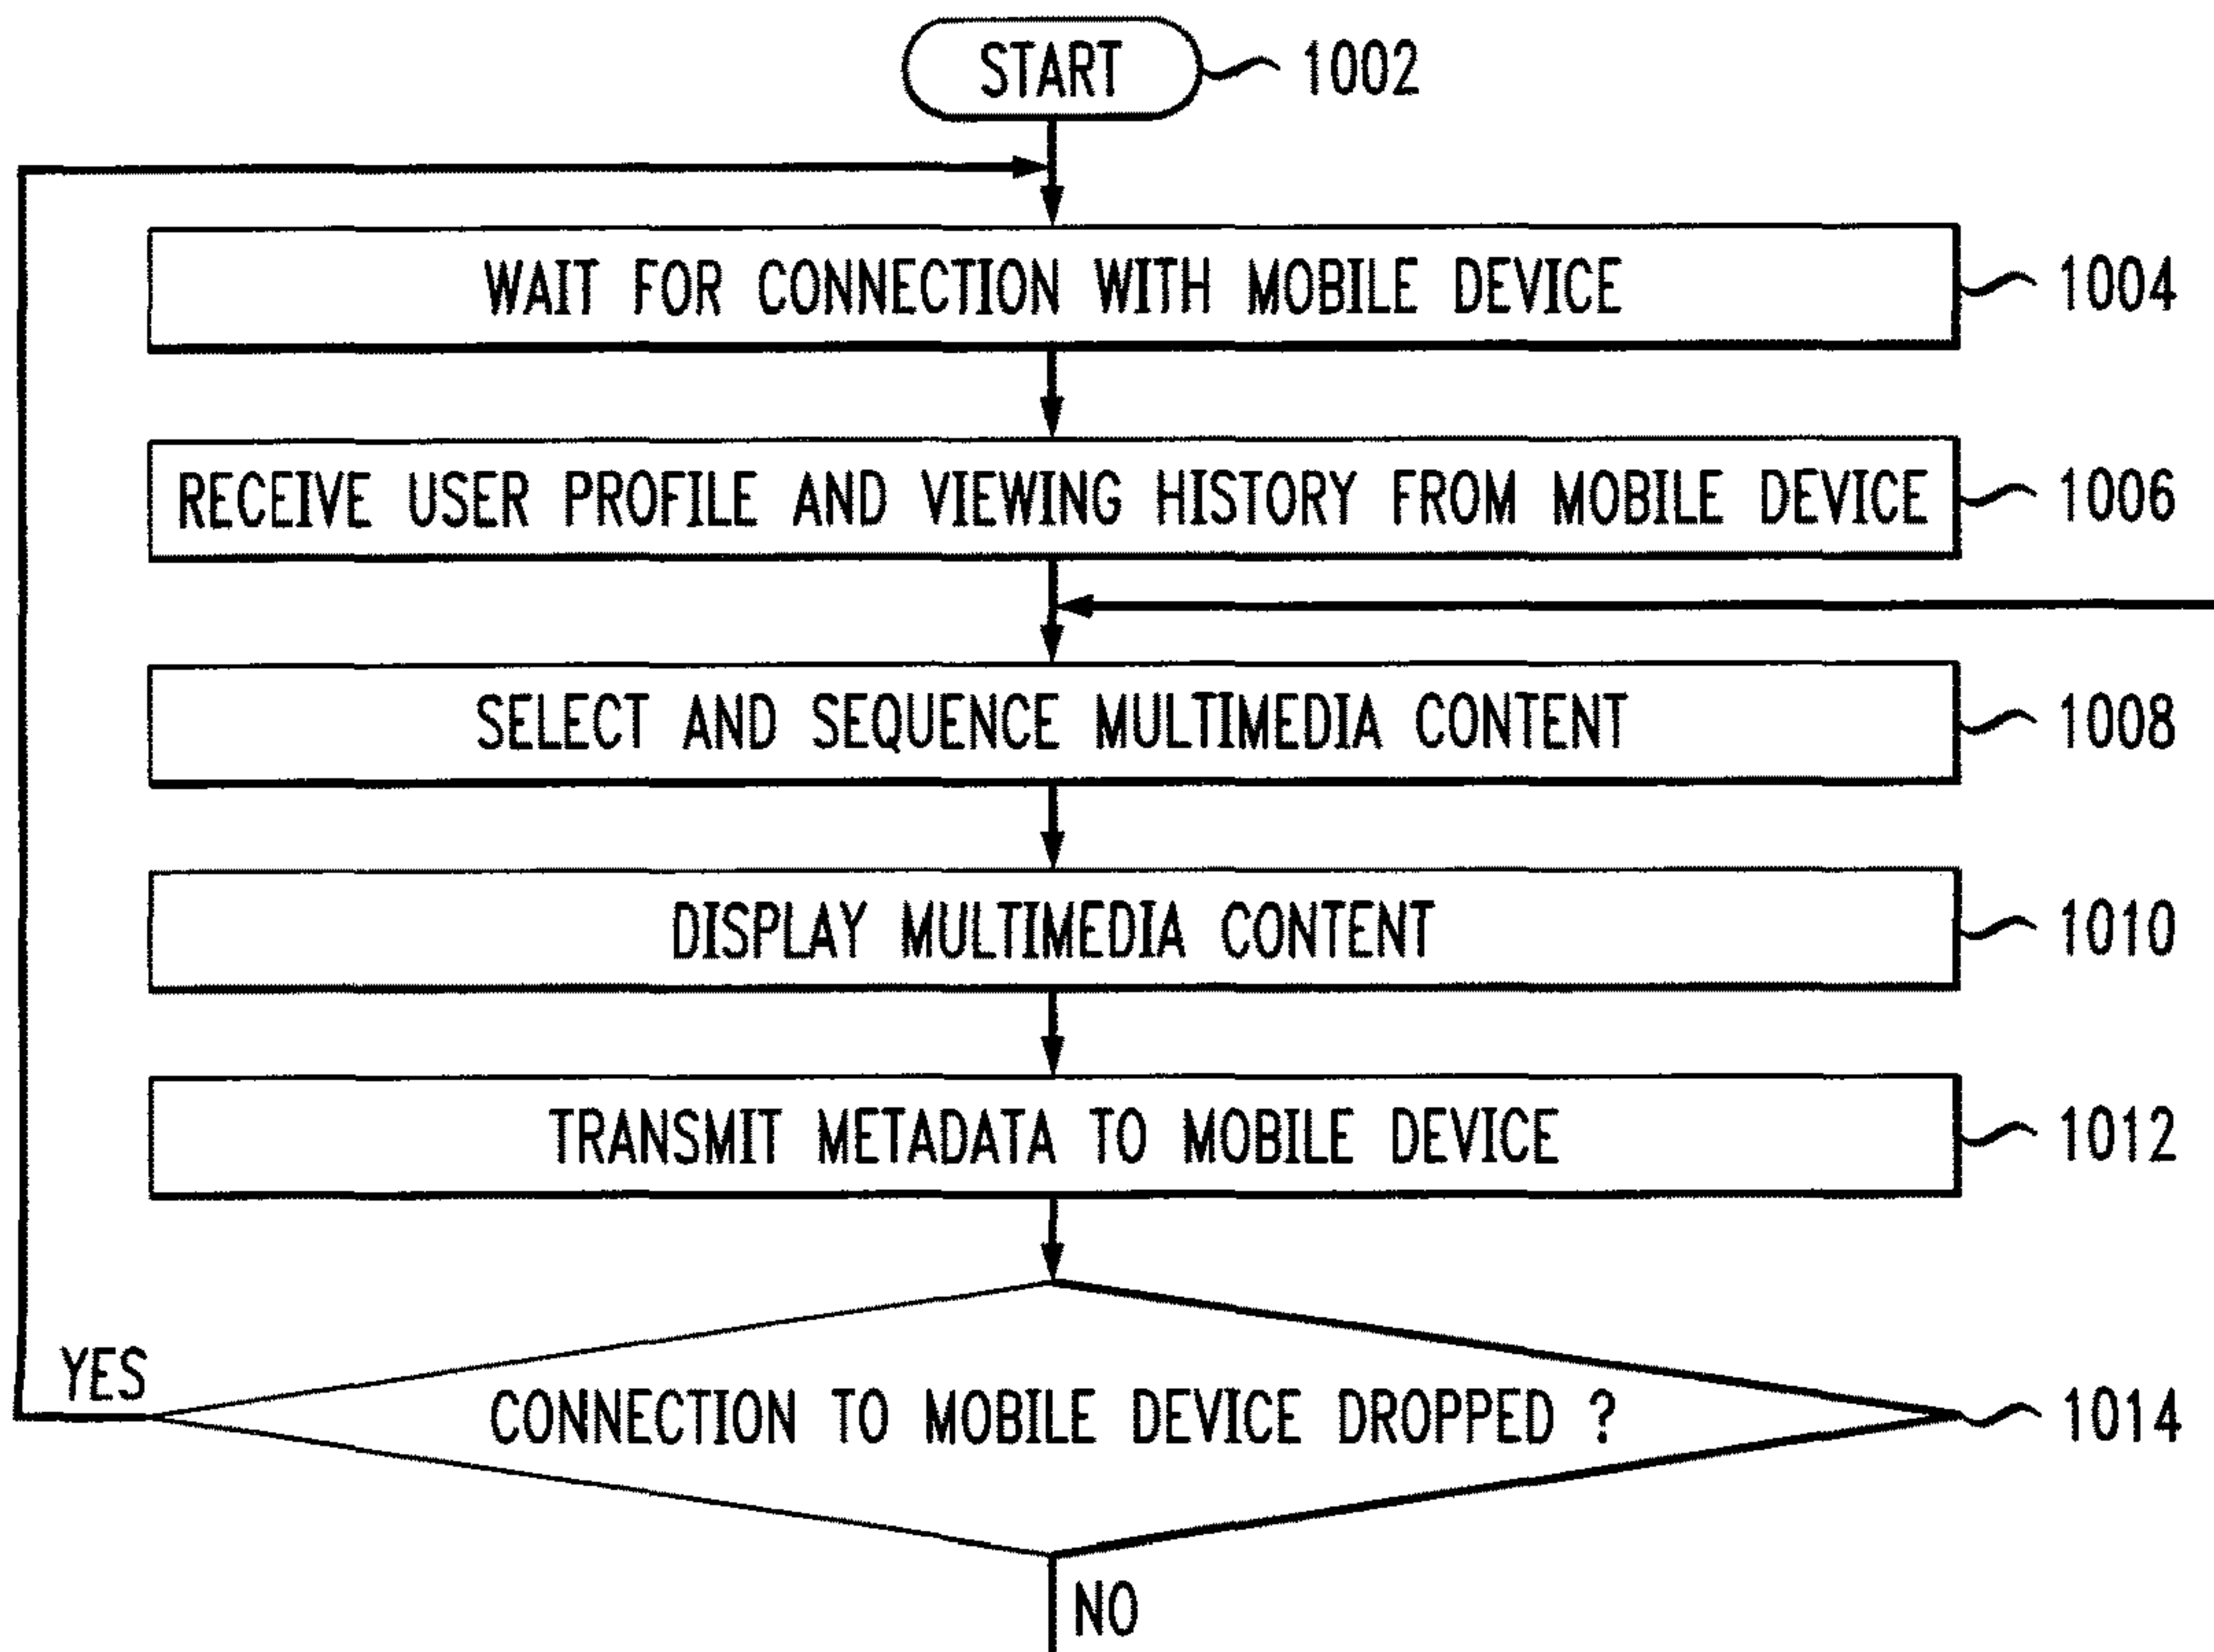 START 1002
WAIT FOR CONNECTION WITH MOBILE DEVICE 1004
RECEIVE USER PROFILE AND VIEWING HISTORY FROM MOBILE DEVICE 1006
SELECT AND SEQUENCE MULTIMEDIA CONTENT 1008
DISPLAY MULTIMEDIA CONTENT 1010
TRANSMIT METADATA TO MOBILE DEVICE 1012
YES
CONNECTION TO MOBILE DEVICE DROPPED ? 1014
NO